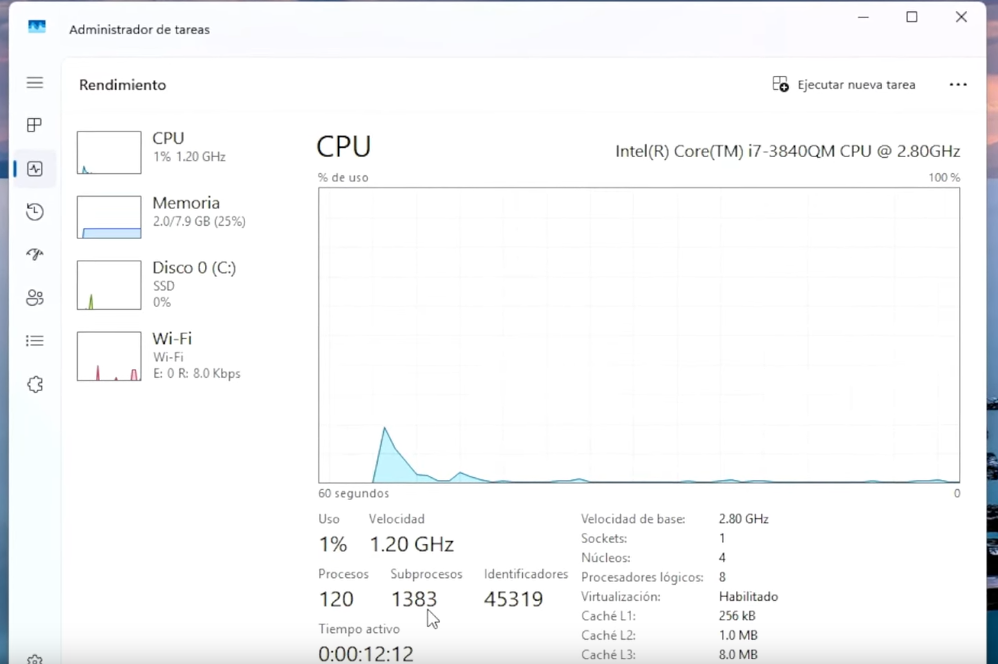 Administrador de tareas
Rendimiento
Ejecutar nueva tarea
CPU
1% 1.20 GHz
Memoria
2.0/7.9 GB (25%)
Disco 0 (C:)
SSD
0%
Wi-Fi
Wi-Fi
E: 0 R: 8.0 Kbps
CPU
Intel(R) Core(TM) i7-3840QM CPU @ 2.80GHz
% de uso
100 %
60 segundos
0
Uso
Velocidad
1%
1.20 GHz
Procesos
Subprocesos
Identificadores
120
1383
45319
Tiempo activo
0:00:12:12
Velocidad de base: 2.80 GHz
Sockets: 1
Núcleos: 4
Procesadores lógicos: 8
Virtualización: Habilitado
Caché L1: 256 kB
Caché L2: 1.0 MB
Caché L3: 8.0 MB